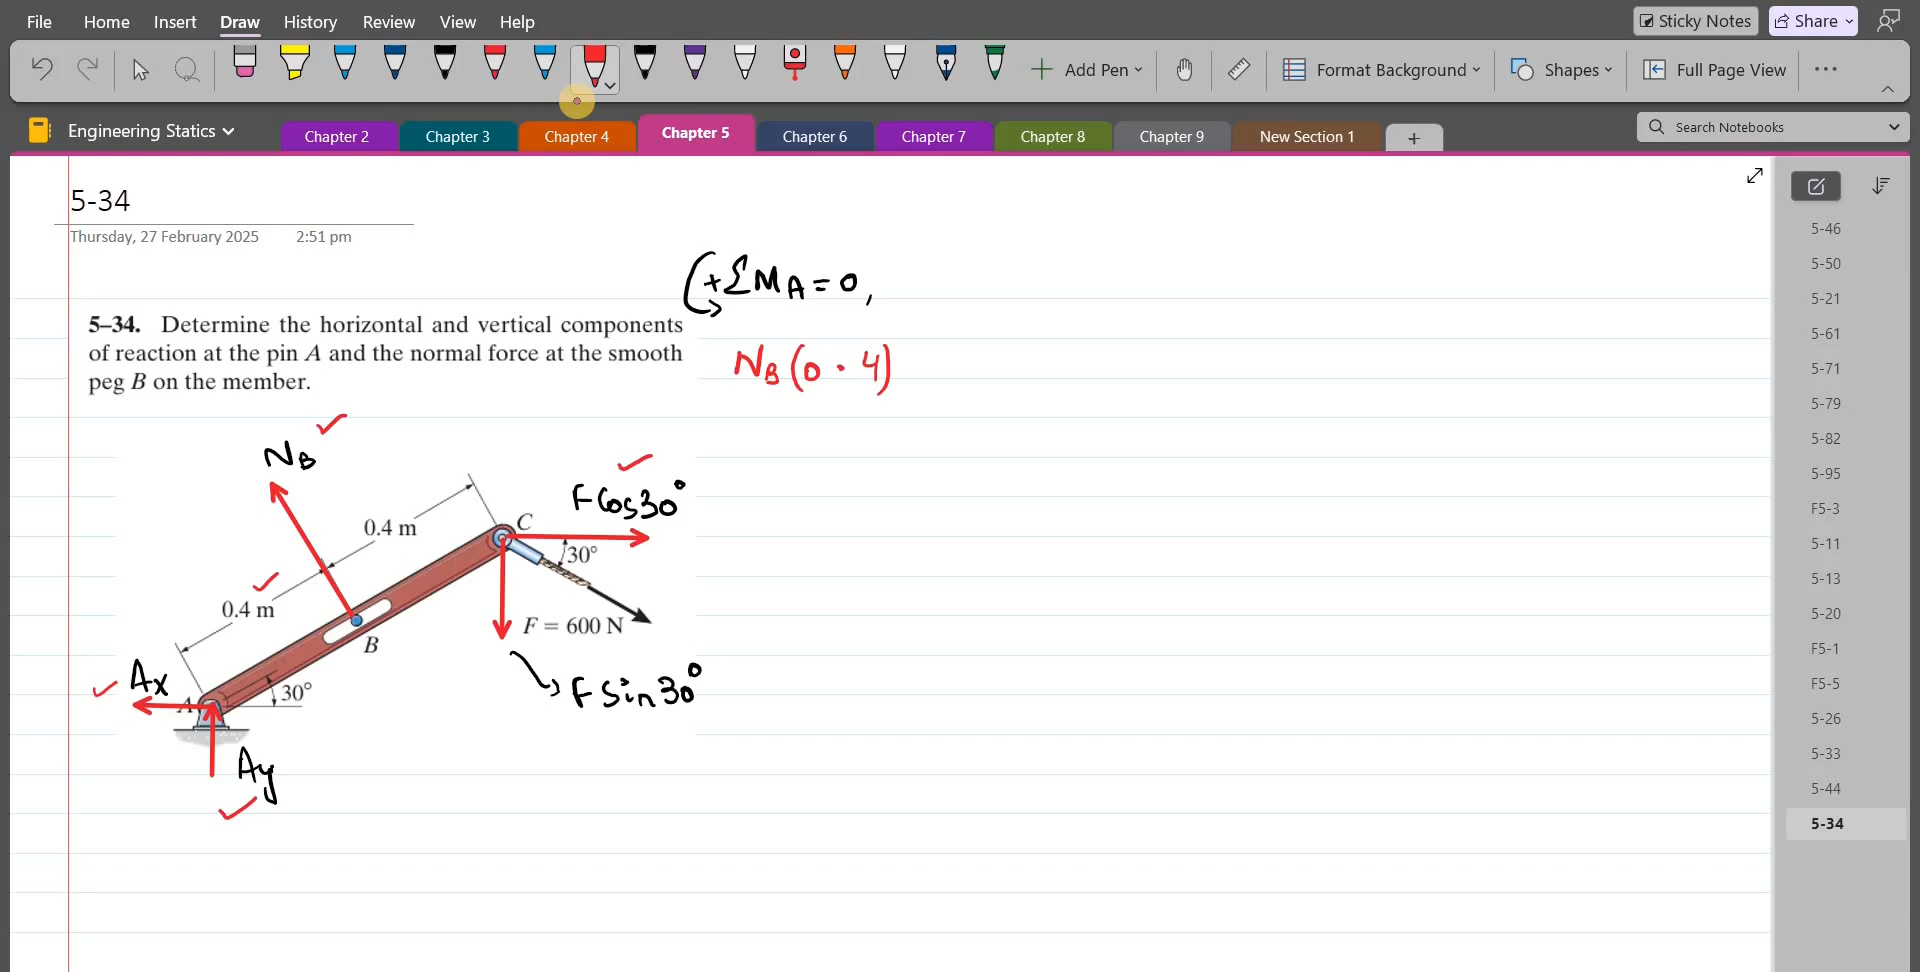 File Home Insert Draw History Review View Help
Sticky Notes Share
Add Pen Format Background Shapes Full Page View
Engineering Statics
Chapter 2 Chapter 3 Chapter 4 Chapter 5 Chapter 6 Chapter 7 Chapter 8 Chapter 9 New Section 1 +
Search Notebooks
5-34
Thursday, 27 February 2025 2:51 pm
+ΣMA=0,
5–34. Determine the horizontal and vertical components
of reaction at the pin A and the normal force at the smooth
peg B on the member.
NB(0.4)
NB
FCos30°
0.4 m
C
30°
0.4 m
F = 600 N
B
Ax
A
30°
FSin30°
Ay
5-46
5-50
5-21
5-61
5-71
5-79
5-82
5-95
F5-3
5-11
5-13
5-20
F5-1
F5-5
5-26
5-33
5-44
5-34